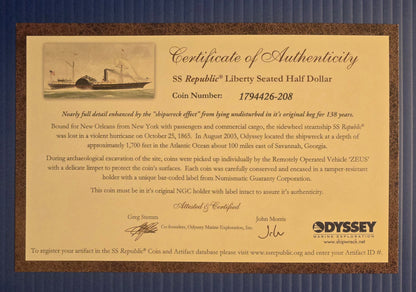 Certificate of Authenticity
SS Republic® Liberty Seated Half Dollar
Coin Number: 1794426-208
Nearly full detail enhanced by the "shipwreck effect" from lying undisturbed in it's original keg for 138 years.
Bound for New Orleans from New York with passengers and commercial cargo, the sidewheel steamship SS Republic®
was lost in a violent hurricane on October 25, 1865. In August 2003, Odyssey located the shipwreck at a depth of
approximately 1,700 feet in the Atlantic Ocean about 100 miles east of Savannah, Georgia.
During archaeological excavation of the site, coins were picked up individually by the Remotely Operated Vehicle 'ZEUS'
with a delicate limpet to protect the coin's surfaces. Each coin was carefully conserved and encased in a tamper-resistant
holder with a unique bar-coded label from Numismatic Guaranty Corporation.
This coin must be in it's original NGC holder with label intact to assure it's authenticity.
Attested & Certified
Greg Stemm
John Morris
Co-founders, Odyssey Marine Exploration, Inc.
ODYSSEY
MARINE EXPLORATION
www.shipwreck.net
To register your artifact in the SS Republic® Coin and Artifact database please visit www.ssrepublic.org and enter your Artifact ID #.